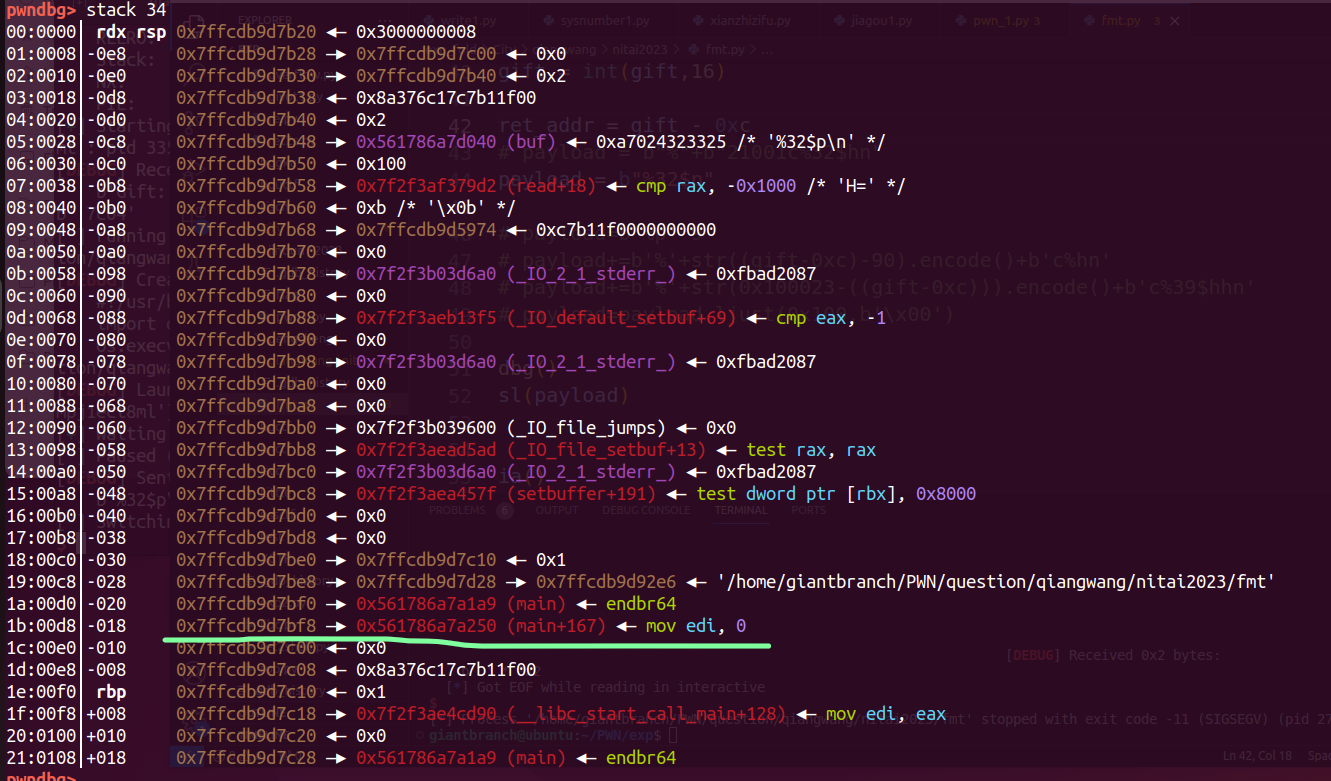 pwndbg> stack 34
00:0000│ rdx rsp 0x7ffcdb9d7b20 ◂— 0x3000000008
01:0008│-0e8 0x7ffcdb9d7b28 —▸ 0x7ffcdb9d7c00 ◂— 0x0
02:0010│-0e0 0x7ffcdb9d7b30 —▸ 0x7ffcdb9d7b40 ◂— 0x2
03:0018│-0d8 0x7ffcdb9d7b38 ◂— 0x8a376c17c7b11f00
04:0020│-0d0 0x7ffcdb9d7b40 ◂— 0x2
05:0028│-0c8 0x7ffcdb9d7b48 —▸ 0x561786a7d040 (buf) ◂— 0xa7024323325 /* '%32$p\n' */
06:0030│-0c0 0x7ffcdb9d7b50 ◂— 0x100
07:0038│-0b8 0x7ffcdb9d7b58 —▸ 0x7f2f3af379d2 (read+18) ◂— cmp rax, -0x1000 /* 'H=' */
08:0040│-0b0 0x7ffcdb9d7b60 ◂— 0xb /* '\x0b' */
09:0048│-0a8 0x7ffcdb9d7b68 —▸ 0x7ffcdb9d5974 ◂— 0xc7b11f0000000000
0a:0050│-0a0 0x7ffcdb9d7b70 ◂— 0x0
0b:0058│-098 0x7ffcdb9d7b78 —▸ 0x7f2f3b03d6a0 (_IO_2_1_stderr_) ◂— 0xfbad2087
0c:0060│-090 0x7ffcdb9d7b80 ◂— 0x0
0d:0068│-088 0x7ffcdb9d7b88 —▸ 0x7f2f3aeb13f5 (_IO_default_setbuf+69) ◂— cmp eax, -1
0e:0070│-080 0x7ffcdb9d7b90 ◂— 0x0
0f:0078│-078 0x7ffcdb9d7b98 —▸ 0x7f2f3b03d6a0 (_IO_2_1_stderr_) ◂— 0xfbad2087
10:0080│-070 0x7ffcdb9d7ba0 ◂— 0x0
11:0088│-068 0x7ffcdb9d7ba8 ◂— 0x0
12:0090│-060 0x7ffcdb9d7bb0 —▸ 0x7f2f3b039600 (_IO_file_jumps) ◂— 0x0
13:0098│-058 0x7ffcdb9d7bb8 —▸ 0x7f2f3aead5ad (_IO_file_setbuf+13) ◂— test rax, rax
14:00a0│-050 0x7ffcdb9d7bc0 —▸ 0x7f2f3b03d6a0 (_IO_2_1_stderr_) ◂— 0xfbad2087
15:00a8│-048 0x7ffcdb9d7bc8 —▸ 0x7f2f3aea457f (setbuffer+191) ◂— test dword ptr [rbx], 0x8000
16:00b0│-040 0x7ffcdb9d7bd0 ◂— 0x0
17:00b8│-038 0x7ffcdb9d7bd8 ◂— 0x0
18:00c0│-030 0x7ffcdb9d7be0 —▸ 0x7ffcdb9d7c10 ◂— 0x1
19:00c8│-028 0x7ffcdb9d7be8 —▸ 0x7ffcdb9d7d28 —▸ 0x7ffcdb9d92e6 ◂— '/home/giantbranch/PWN/question/qiangwang/nitai2023/fmt'
1a:00d0│-020 0x7ffcdb9d7bf0 —▸ 0x561786a7a1a9 (main) ◂— endbr64
1b:00d8│-018 0x7ffcdb9d7bf8 —▸ 0x561786a7a250 (main+167) ◂— mov edi, 0
1c:00e0│-010 0x7ffcdb9d7c00 ◂— 0x0
1d:00e8│-008 0x7ffcdb9d7c08 ◂— 0x8a376c17c7b11f00
1e:00f0│ rbp 0x7ffcdb9d7c10 ◂— 0x1
1f:00f8│+008 0x7ffcdb9d7c18 —▸ 0x7f2f3ae4cd90 (__libc_start_call_main+128) ◂— mov edi, eax
20:0100│+010 0x7ffcdb9d7c20 ◂— 0x0
21:0108│+018 0x7ffcdb9d7c28 —▸ 0x561786a7a1a9 (main) ◂— endbr64
pwndbg>